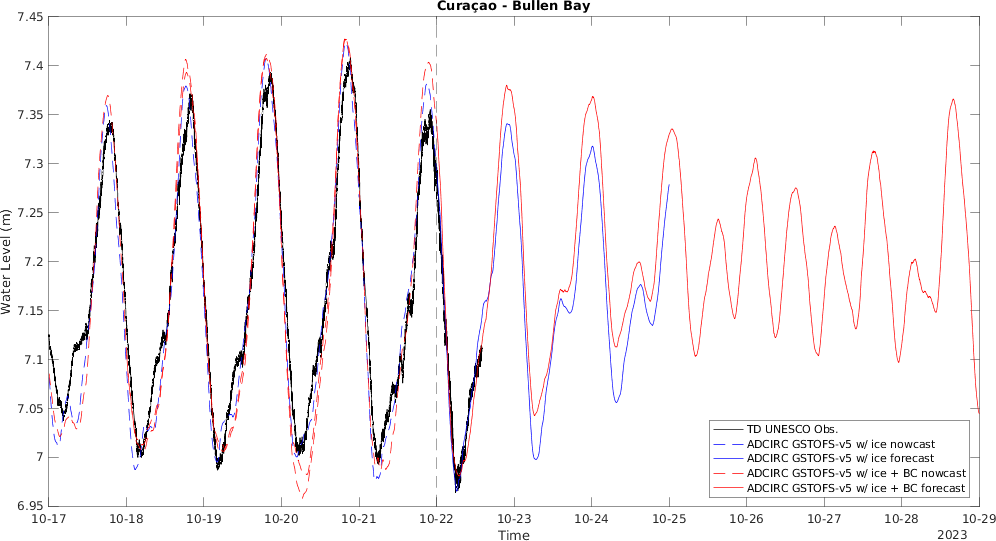 Curaçao - Bullen Bay
7.45
7.4
7.35
7.3
7.25
7.2
7.15
7.1
7.05
7
6.95
Water Level (m)
TD UNESCO Obs.
ADCIRC GSTOFS-v5 w/ ice nowcast
ADCIRC GSTOFS-v5 w/ ice forecast
ADCIRC GSTOFS-v5 w/ ice + BC nowcast
ADCIRC GSTOFS-v5 w/ ice + BC forecast
10-17 10-18 10-19 10-20 10-21 10-22 10-23 10-24 10-25 10-26 10-27 10-28 10-29
Time
2023